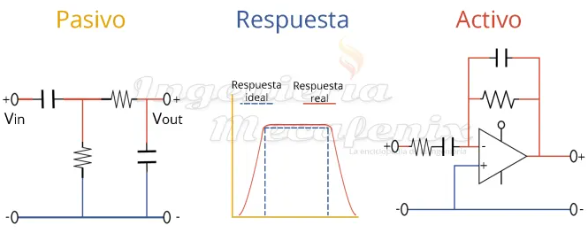 Pasivo
Respuesta
Activo
Respuesta ideal
Respuesta real
Ingeniería
Mecafenix
La enciclopedia
+
Vin
+
Vout
-
-
+
-
+
+
-
-